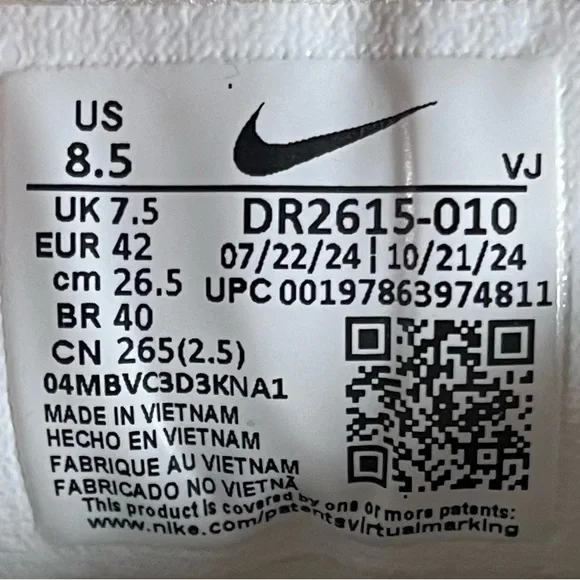 US
8.5
VJ
UK 7.5
DR2615-010
EUR 42
07/22/24 | 10/21/24
cm 26.5
UPC 00197863974811
BR 40
CN 265(2.5)
04MBVC3D3KNA1
MADE IN VIETNAM
HECHO EN VIETNAM
FABRIQUE AU VIETNAM
FABRICADO NO VIETNÃ
This product is covered by one or more patents:
www.nike.com/patentsvirtualmarking